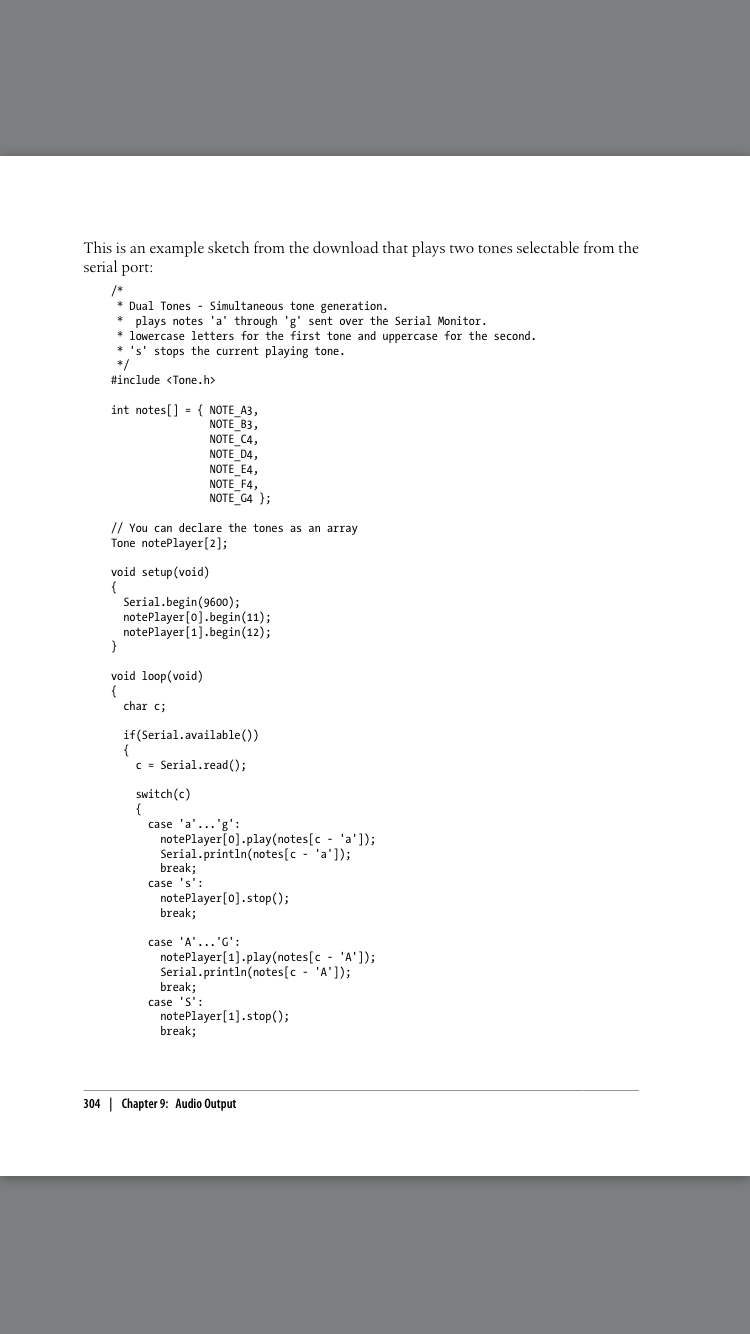 This is an example sketch from the download that plays two tones selectable from the
serial port:
/*
 * Dual Tones - Simultaneous tone generation.
 *  plays notes 'a' through 'g' sent over the Serial Monitor.
 * lowercase letters for the first tone and uppercase for the second.
 * 's' stops the current playing tone.
 */
#include <Tone.h>

int notes[] = { NOTE_A3,
                NOTE_B3,
                NOTE_C4,
                NOTE_D4,
                NOTE_E4,
                NOTE_F4,
                NOTE_G4 };

// You can declare the tones as an array
Tone notePlayer[2];

void setup(void)
{
  Serial.begin(9600);
  notePlayer[0].begin(11);
  notePlayer[1].begin(12);
}

void loop(void)
{
  char c;

  if(Serial.available())
  {
    c = Serial.read();

    switch(c)
    {
      case 'a'...'g':
        notePlayer[0].play(notes[c - 'a']);
        Serial.println(notes[c - 'a']);
        break;
      case 's':
        notePlayer[0].stop();
        break;

      case 'A'...'G':
        notePlayer[1].play(notes[c - 'A']);
        Serial.println(notes[c - 'A']);
        break;
      case 'S':
        notePlayer[1].stop();
        break;

304 | Chapter 9: Audio Output